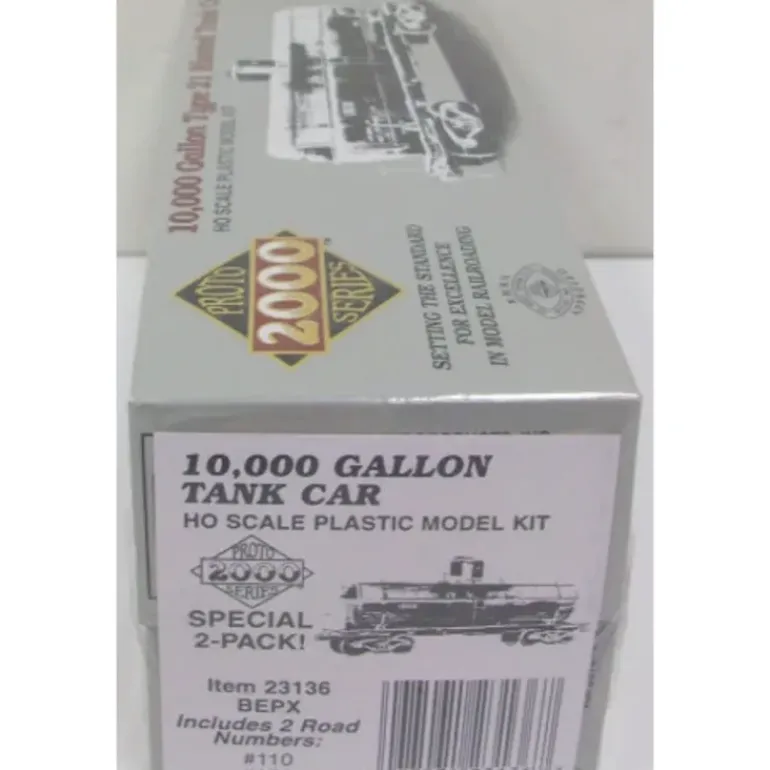 10,000 Gallon Type 21 Riveted Tank
HO SCALE PLASTIC MODEL KIT
PROTO
2000
SERIES
™
SETTING THE STANDARD
FOR EXCELLENCE
IN MODEL RAILROADING
10,000 GALLON
TANK CAR
HO SCALE PLASTIC MODEL KIT
PROTO
2000
SERIES
SPECIAL
2-PACK!
Item 23136
BEPX
Includes 2 Road
Numbers:
#110